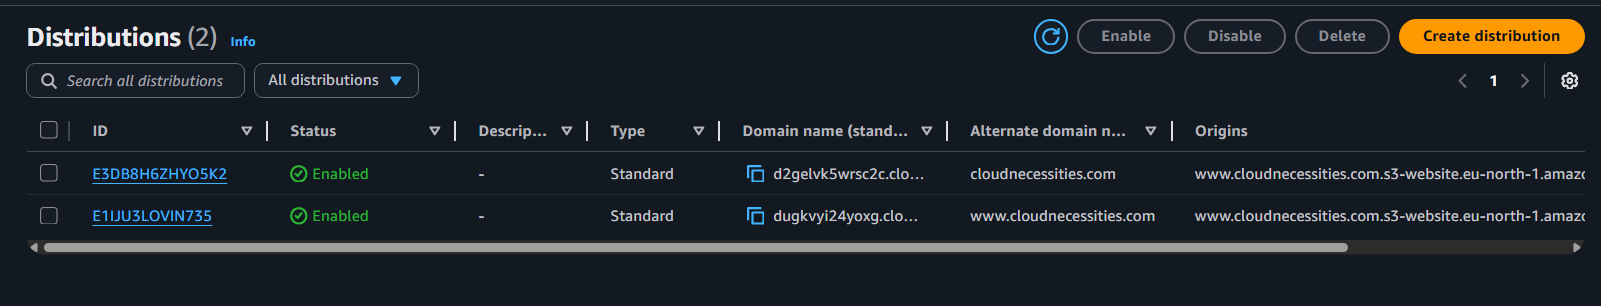 Distributions (2) Info Enable Disable Delete Create distribution
Search all distributions All distributions 1
ID Status Descrip... Type Domain name (stand... Alternate domain n... Origins
E3DB8H6ZHYO5K2 Enabled - Standard d2gelvk5wrsc2c.clo... cloudnecessities.com www.cloudnecessities.com.s3-website.eu-north-1.amazo
E1IJU3LOVIN735 Enabled - Standard dugkvyi24yoxg.clo... www.cloudnecessities.com www.cloudnecessities.com.s3-website.eu-north-1.amazo